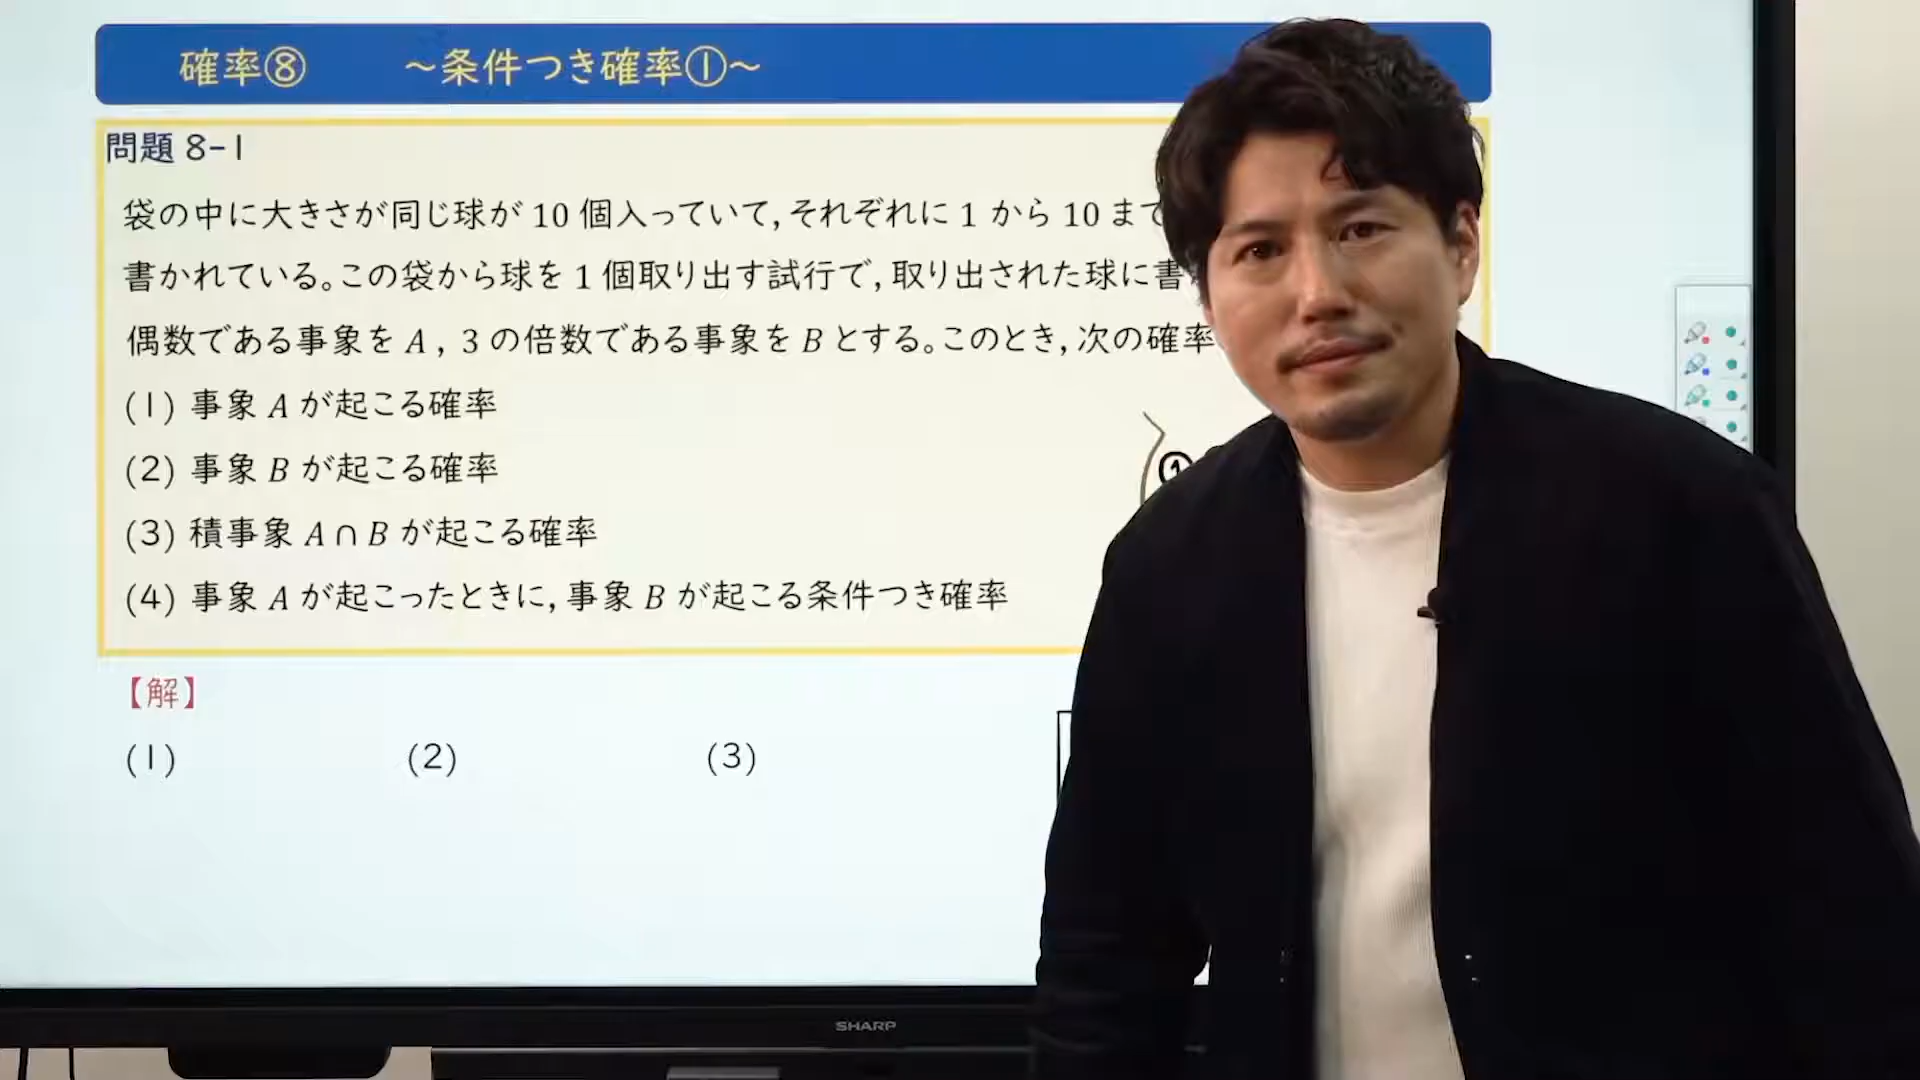 確率⑧ ~条件つき確率①~
問題 8-1
袋の中に大きさが同じ球が 10 個入っていて, それぞれに 1 から 10 まで
書かれている。この袋から球を 1 個取り出す試行で, 取り出された球に書
偶数である事象を A , 3 の倍数である事象を B とする。このとき, 次の確率
(1) 事象 A が起こる確率
(2) 事象 B が起こる確率
(3) 積事象 A∩B が起こる確率
(4) 事象 A が起こったときに, 事象 B が起こる条件つき確率
①
【解】
(1) (2) (3)
SHARP